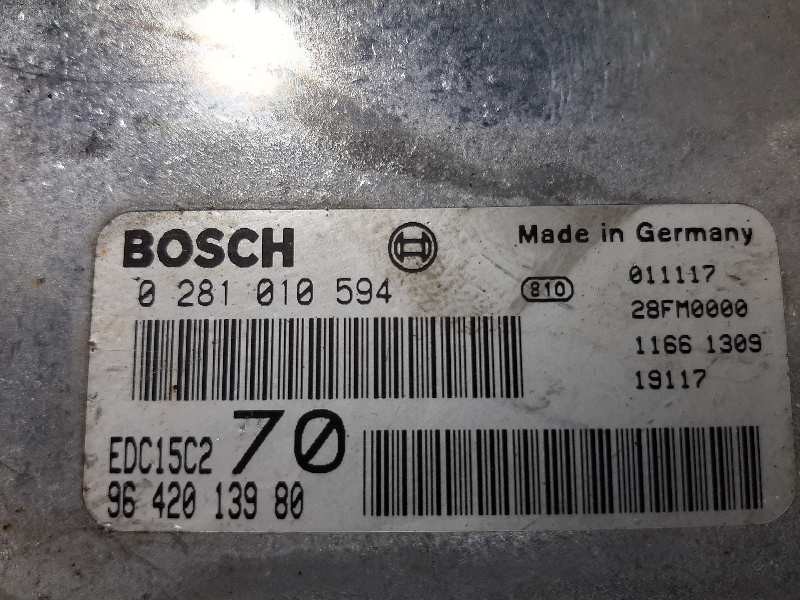 BOSCH
Made in Germany
0 281 010 594
810
011117
28FM0000
1166 1309
19117
EDC15C2 70
96 420 139 80